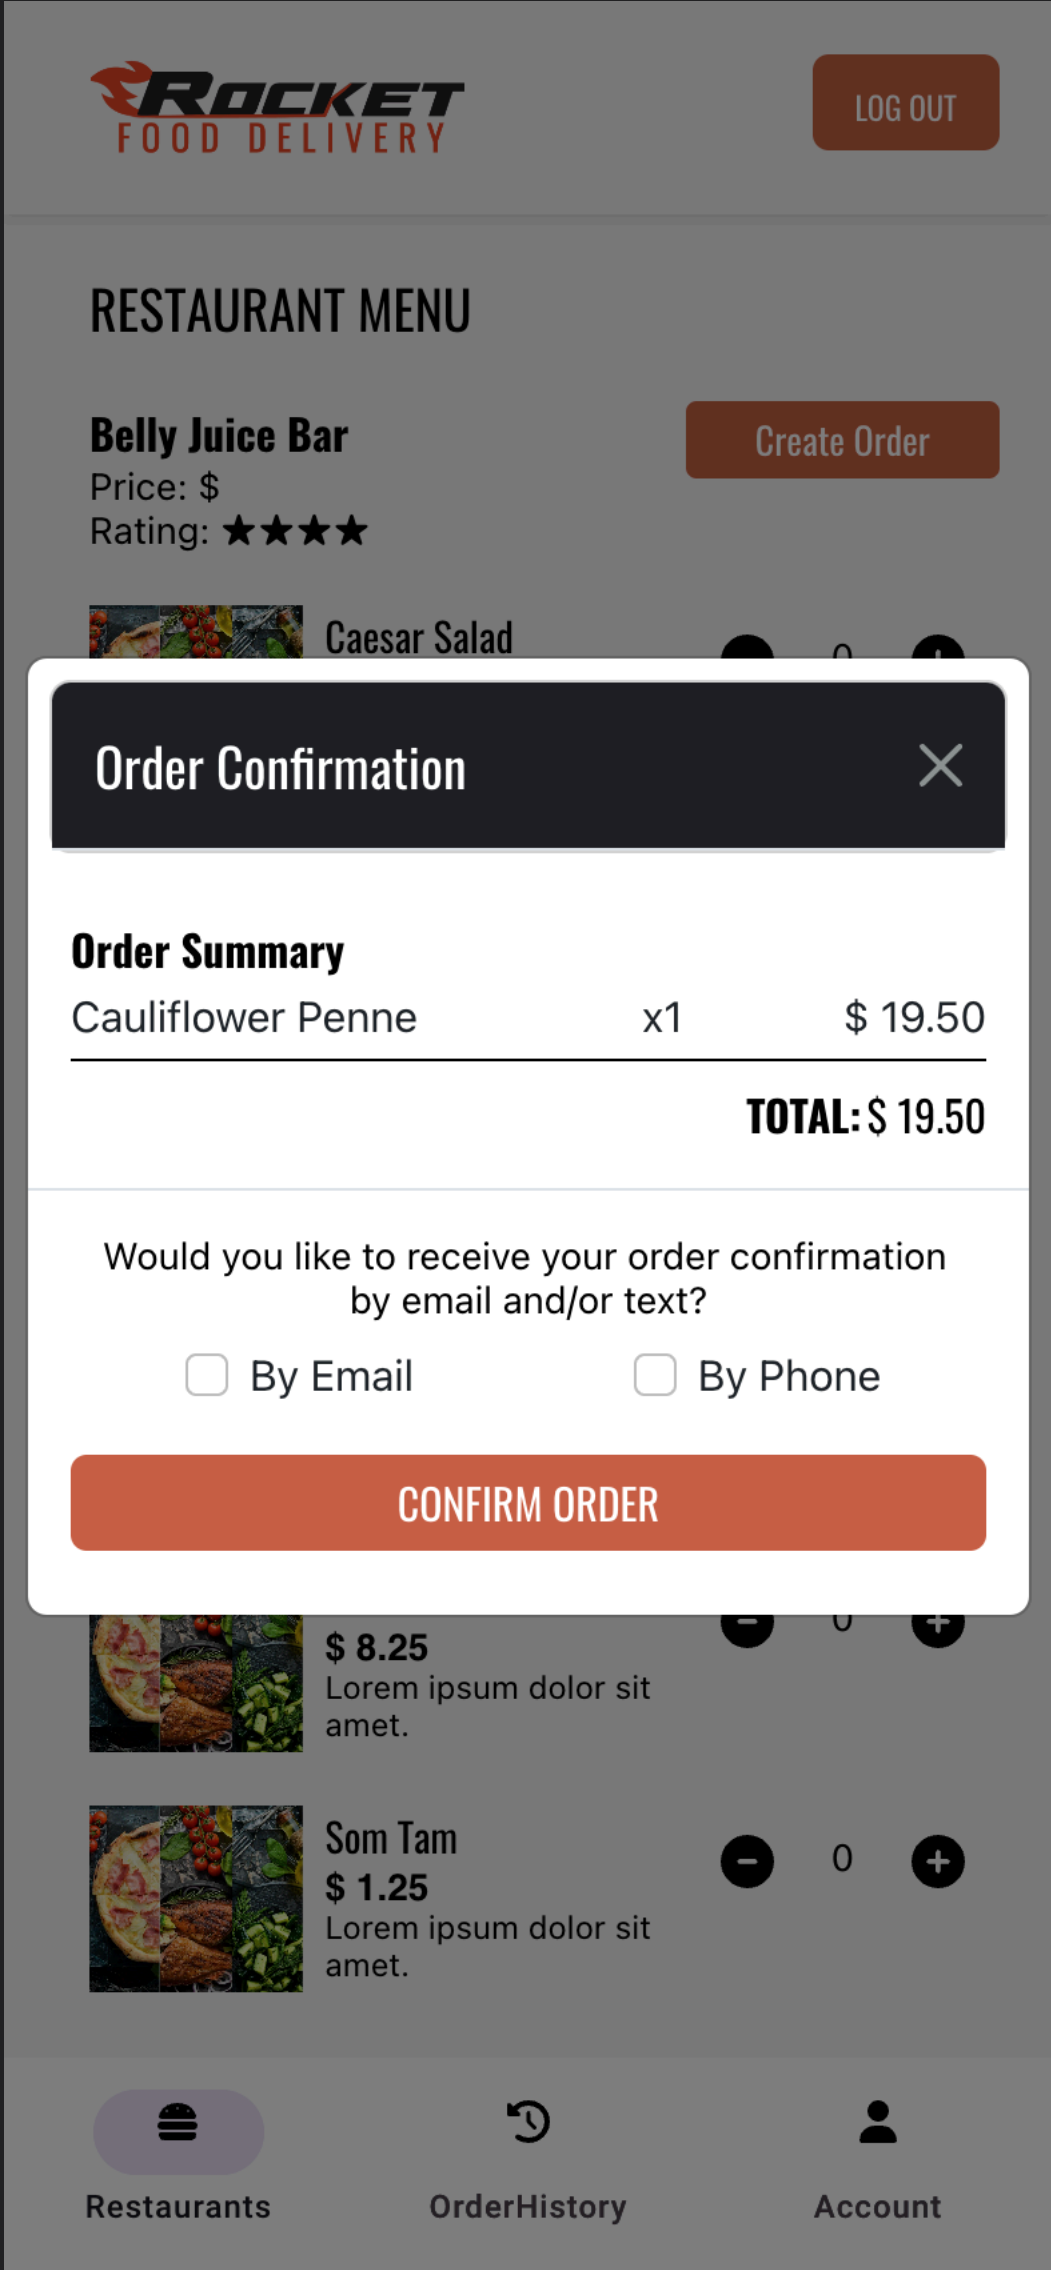 ROCKET
FOOD DELIVERY
LOG OUT
RESTAURANT MENU
Belly Juice Bar
Create Order
Price: $
Rating: ★★★★
Caesar Salad
0
Order Confirmation
Order Summary
Cauliflower Penne x1 $ 19.50
TOTAL: $ 19.50
Would you like to receive your order confirmation
by email and/or text?
By Email By Phone
CONFIRM ORDER
0
$ 8.25
Lorem ipsum dolor sit
amet.
Som Tam
0
$ 1.25
Lorem ipsum dolor sit
amet.
Restaurants OrderHistory Account